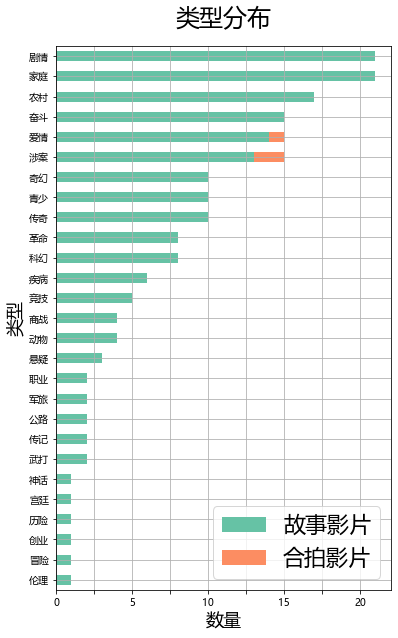 类型分布
剧情
家庭
农村
奋斗
爱情
涉案
奇幻
青少
传奇
革命
科幻
疾病
竞技
商战
动物
悬疑
职业
军旅
公路
传记
武打
神话
宫廷
历险
创业
冒险
伦理
类型
故事影片
合拍影片
0 5 10 15 20
数量